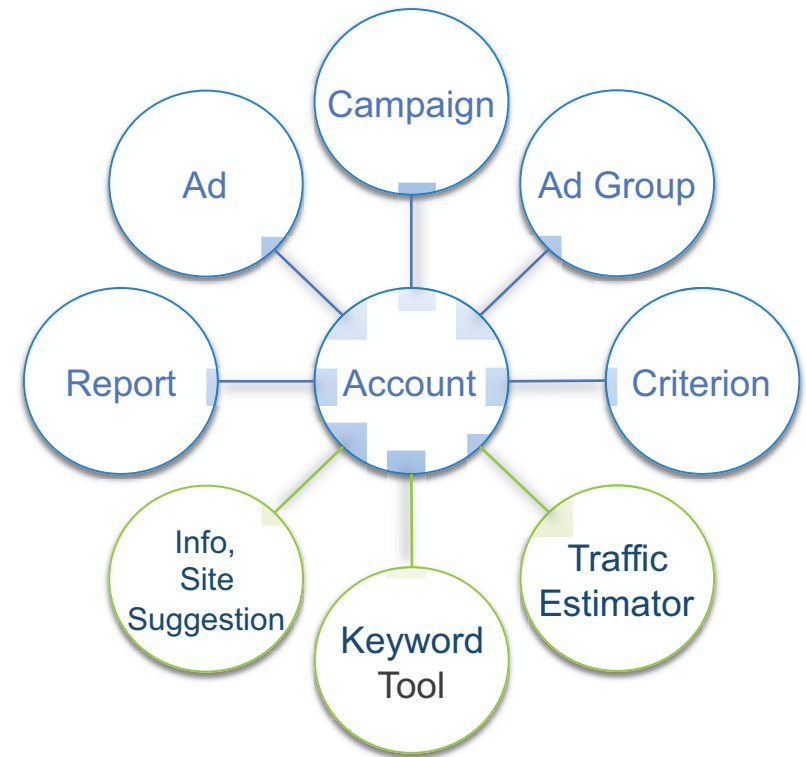 Campaign
Ad
Ad Group
Report
Account
Criterion
Info,
Site
Suggestion
Traffic
Estimator
Keyword
Tool